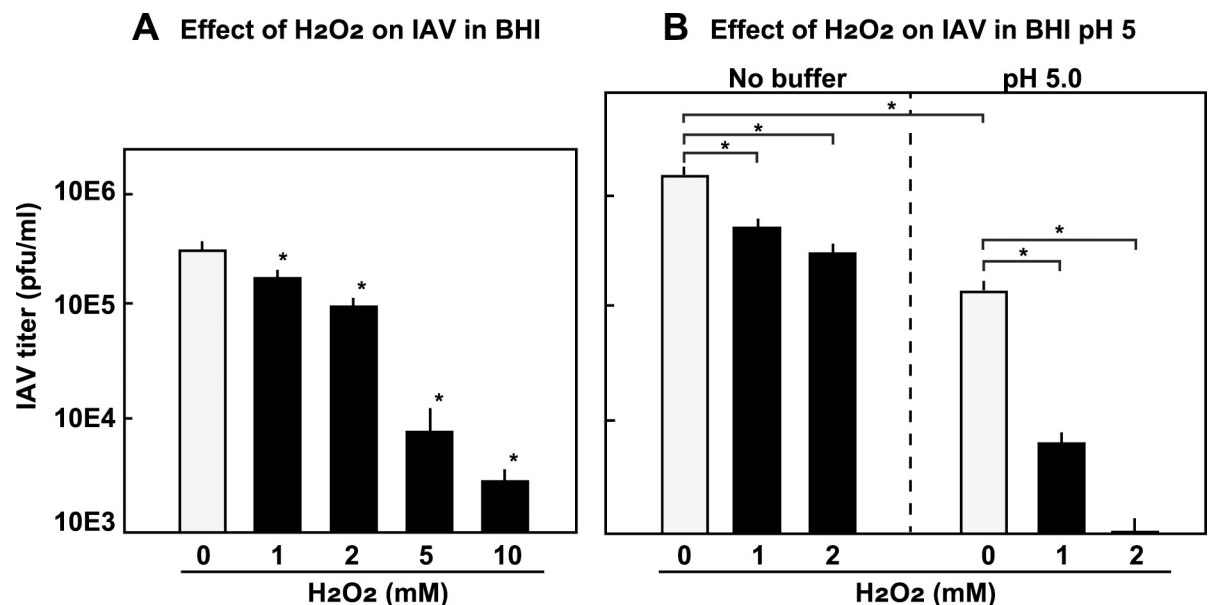 A Effect of H2O2 on IAV in BHI
B Effect of H2O2 on IAV in BHI pH 5
No buffer
pH 5.0
*
*
*
*
*
IAV titer (pfu/ml)
10E6
10E5
10E4
10E3
*
*
*
*
0 1 2 5 10
H2O2 (mM)
0 1 2 0 1 2
H2O2 (mM)